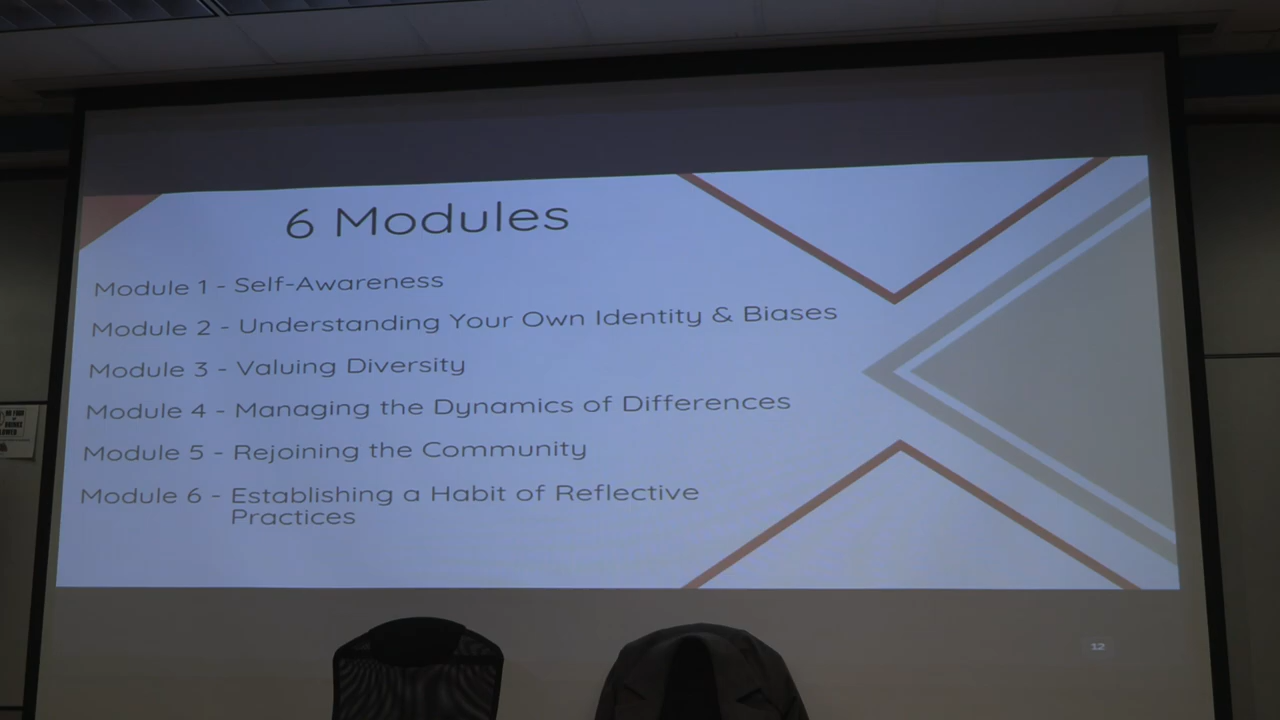 6 Modules
Module 1 - Self-Awareness
Module 2 - Understanding Your Own Identity & Biases
Module 3 - Valuing Diversity
Module 4 - Managing the Dynamics of Differences
Module 5 - Rejoining the Community
Module 6 - Establishing a Habit of Reflective
Practices
12